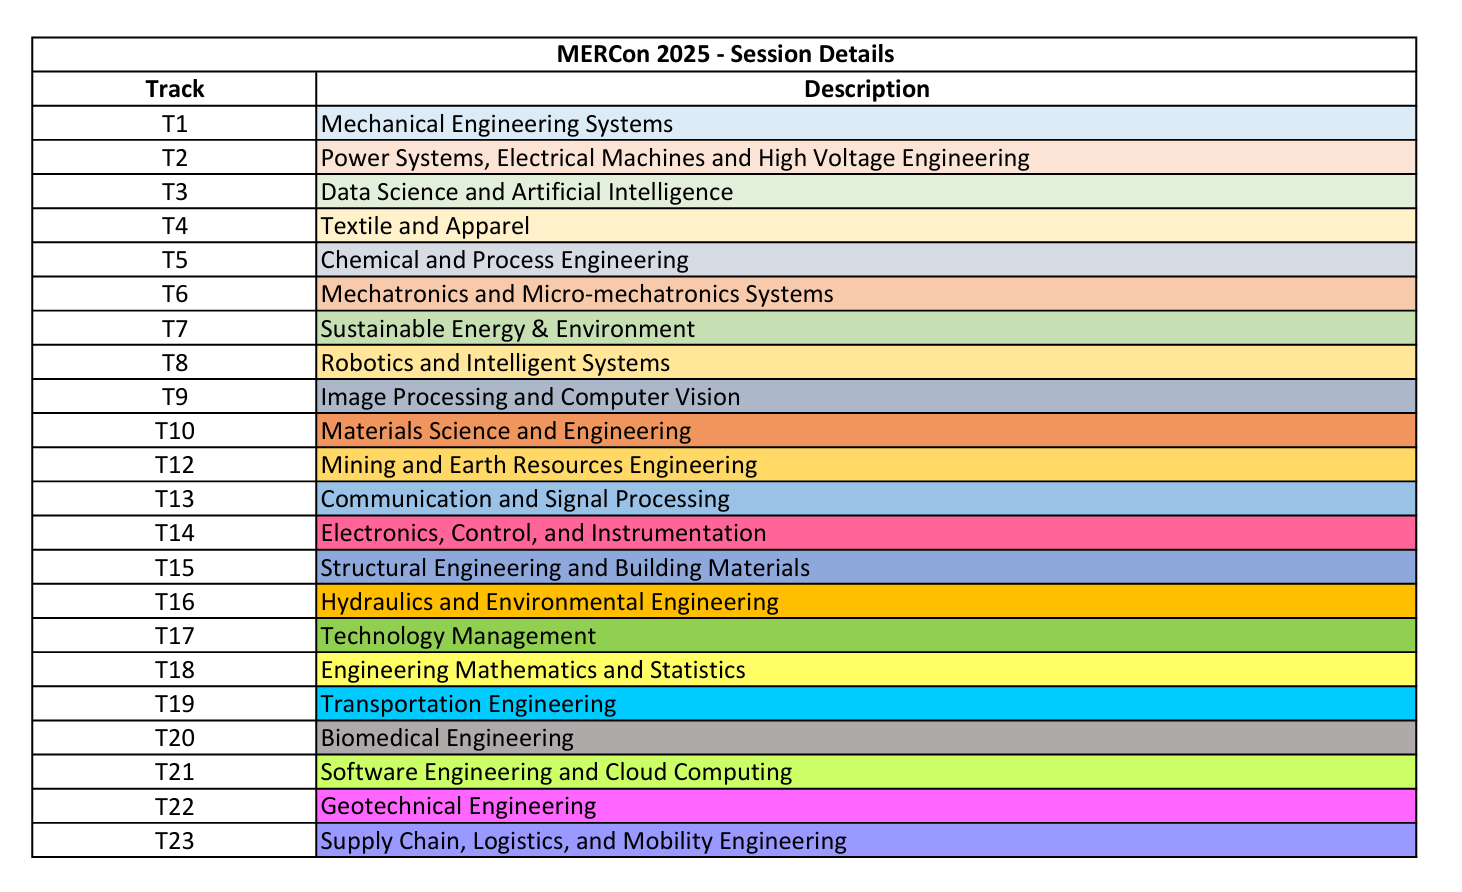 MERCon 2025 - Session Details
Track Description
T1 Mechanical Engineering Systems
T2 Power Systems, Electrical Machines and High Voltage Engineering
T3 Data Science and Artificial Intelligence
T4 Textile and Apparel
T5 Chemical and Process Engineering
T6 Mechatronics and Micro-mechatronics Systems
T7 Sustainable Energy & Environment
T8 Robotics and Intelligent Systems
T9 Image Processing and Computer Vision
T10 Materials Science and Engineering
T12 Mining and Earth Resources Engineering
T13 Communication and Signal Processing
T14 Electronics, Control, and Instrumentation
T15 Structural Engineering and Building Materials
T16 Hydraulics and Environmental Engineering
T17 Technology Management
T18 Engineering Mathematics and Statistics
T19 Transportation Engineering
T20 Biomedical Engineering
T21 Software Engineering and Cloud Computing
T22 Geotechnical Engineering
T23 Supply Chain, Logistics, and Mobility Engineering